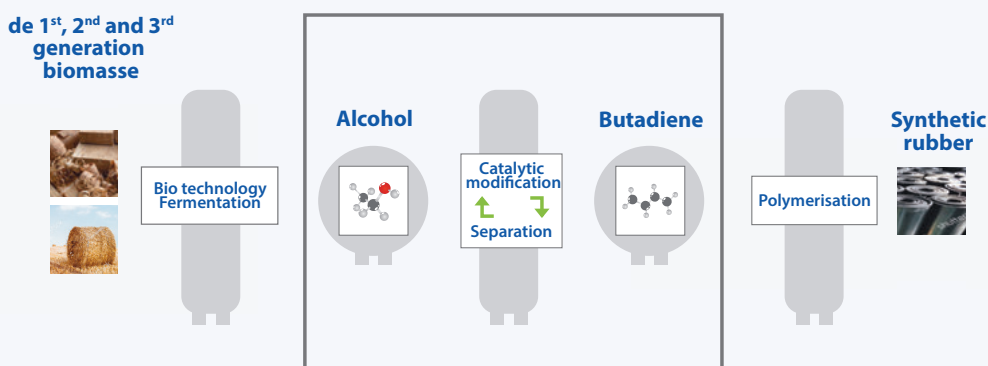 de 1st, 2nd and 3rd
generation
biomasse
Bio technology
Fermentation
Alcohol
Catalytic
modification
Separation
Butadiene
Polymerisation
Synthetic
rubber